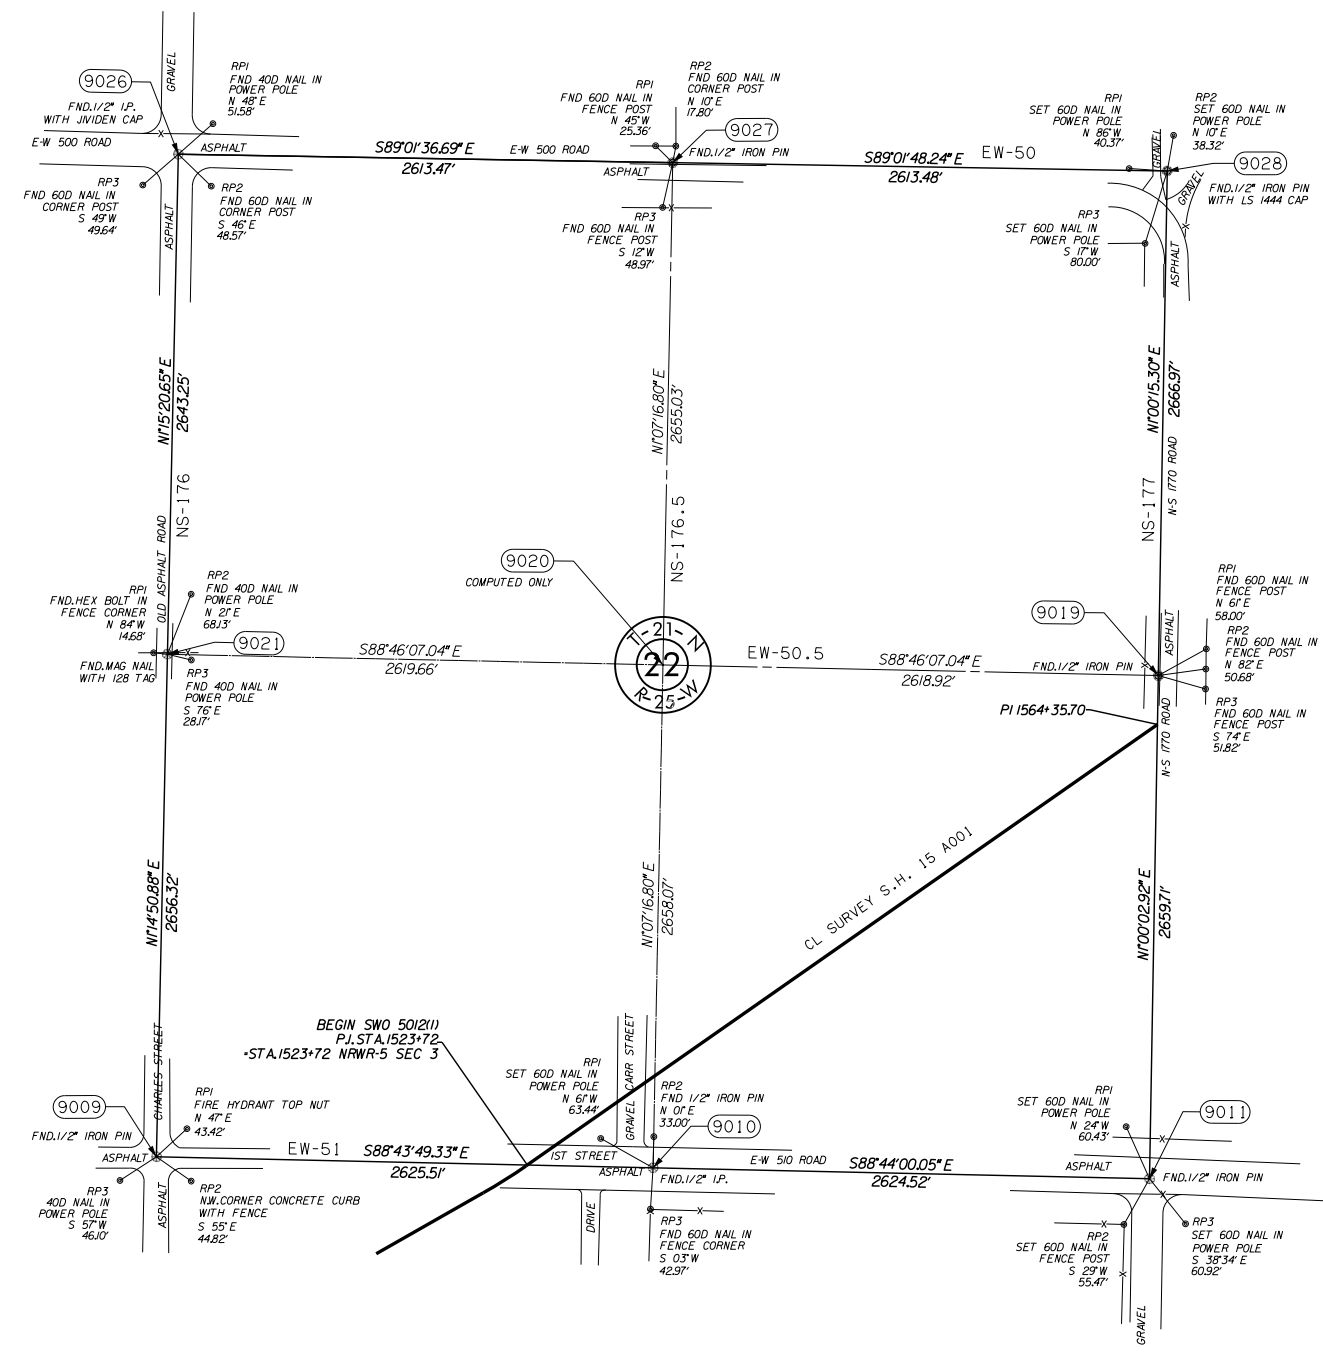 9026
FND.1/2" I.P.
WITH JIVIDEN CAP
E-W 500 ROAD
GRAVEL
ASPHALT
ASPHALT
RP1
FND 40D NAIL IN
POWER POLE
N 48° E
51.58'
RP3
FND 60D NAIL IN
CORNER POST
S 49° W
49.64'
RP2
FND 60D NAIL IN
CORNER POST
S 46° E
48.57'
S89°01'36.69" E
2613.47'
E-W 500 ROAD
RP1
FND 60D NAIL IN
FENCE POST
N 45° W
25.36'
RP2
FND 60D NAIL IN
CORNER POST
N 10° E
17.80'
9027
FND.1/2" IRON PIN
ASPHALT
RP3
FND 60D NAIL IN
FENCE POST
S 12° W
48.97'
S89°01'48.24" E
2613.48'
EW-50
RP1
SET 60D NAIL IN
POWER POLE
N 86° W
40.37'
RP2
SET 60D NAIL IN
POWER POLE
N 10° E
38.32'
GRAVEL
GRAVEL
9028
FND.1/2" IRON PIN
WITH LS 1444 CAP
RP3
SET 60D NAIL IN
POWER POLE
S 17° W
80.00'
ASPHALT
N1°15'20.65" E
2643.25'
NS-176
OLD ASPHALT ROAD
N1°07'16.80" E
2655.03'
NS-176.5
N1°00'15.30" E
2666.97'
NS-177
N-S 1770 ROAD
9020
COMPUTED ONLY
RP1
FND.HEX BOLT IN
FENCE CORNER
N 84° W
14.68'
RP2
FND 40D NAIL IN
POWER POLE
N 21° E
68.13'
9021
FND.MAG NAIL
WITH 128 TAG
RP3
FND 40D NAIL IN
POWER POLE
S 76° E
28.17'
S88°46'07.04" E
2619.66'
T-21-N
22
R-25-W
EW-50.5
S88°46'07.04" E
2618.92'
9019
FND.1/2" IRON PIN
ASPHALT
RP1
FND 60D NAIL IN
FENCE POST
N 61° E
58.00'
RP2
FND 60D NAIL IN
FENCE POST
N 82° E
50.68'
RP3
FND 60D NAIL IN
FENCE POST
S 74° E
51.82'
PI 1564+35.70
N-S 1770 ROAD
CL SURVEY S.H. 15 A001
N1°14'50.88" E
2656.32'
N1°07'16.80" E
2658.07'
N1°00'02.92" E
2659.71'
BEGIN SWO 5012(1)
P.I. STA.1523+72
=STA.1523+72 NRWR-5 SEC 3
CHARLES STREET
9009
FND.1/2" IRON PIN
ASPHALT
RP1
FIRE HYDRANT TOP NUT
N 47° E
43.42'
RP3
40D NAIL IN
POWER POLE
S 57° W
46.10'
ASPHALT
RP2
N.W.CORNER CONCRETE CURB
WITH FENCE
S 55° E
44.82'
EW-51
S88°43'49.33" E
2625.51'
RP1
SET 60D NAIL IN
POWER POLE
N 61° W
63.44'
GRAVEL CARR STREET
RP2
FND 1/2" IRON PIN
N 01° E
33.00'
9010
1ST STREET
ASPHALT
FND.1/2" I.P.
DRIVE
RP3
FND 60D NAIL IN
FENCE CORNER
S 03° W
42.97'
E-W 510 ROAD
S88°44'00.05" E
2624.52'
RP1
SET 60D NAIL IN
POWER POLE
N 24° W
60.43'
9011
ASPHALT
FND.1/2" IRON PIN
RP2
SET 60D NAIL IN
FENCE POST
S 29° W
55.47'
RP3
SET 60D NAIL IN
POWER POLE
S 38°34' E
60.92'
GRAVEL